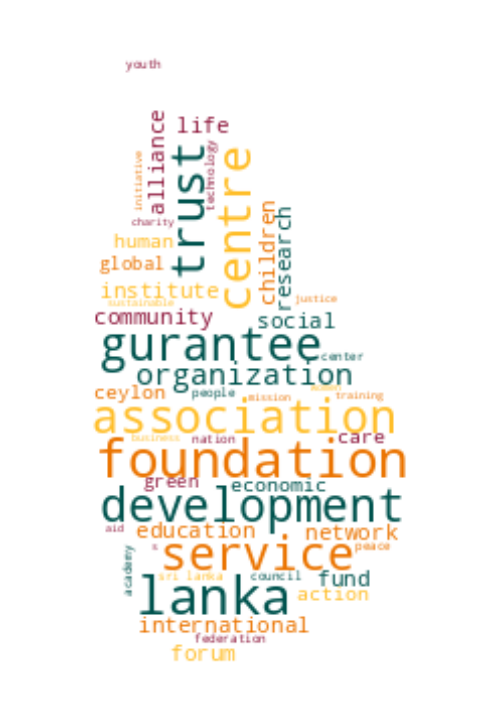 youth
life
alliance
initiative
trust
technology
centre
charity
human
children
research
global
institute
sustainable
justice
community
social
gurantee
center
organization
ceylon
people
women
mission
training
association
business
nation
care
foundation
green
economic
development
aid
education
network
s
service
peace
academy
sri lanka
council
fund
lanka
action
international
federation
forum